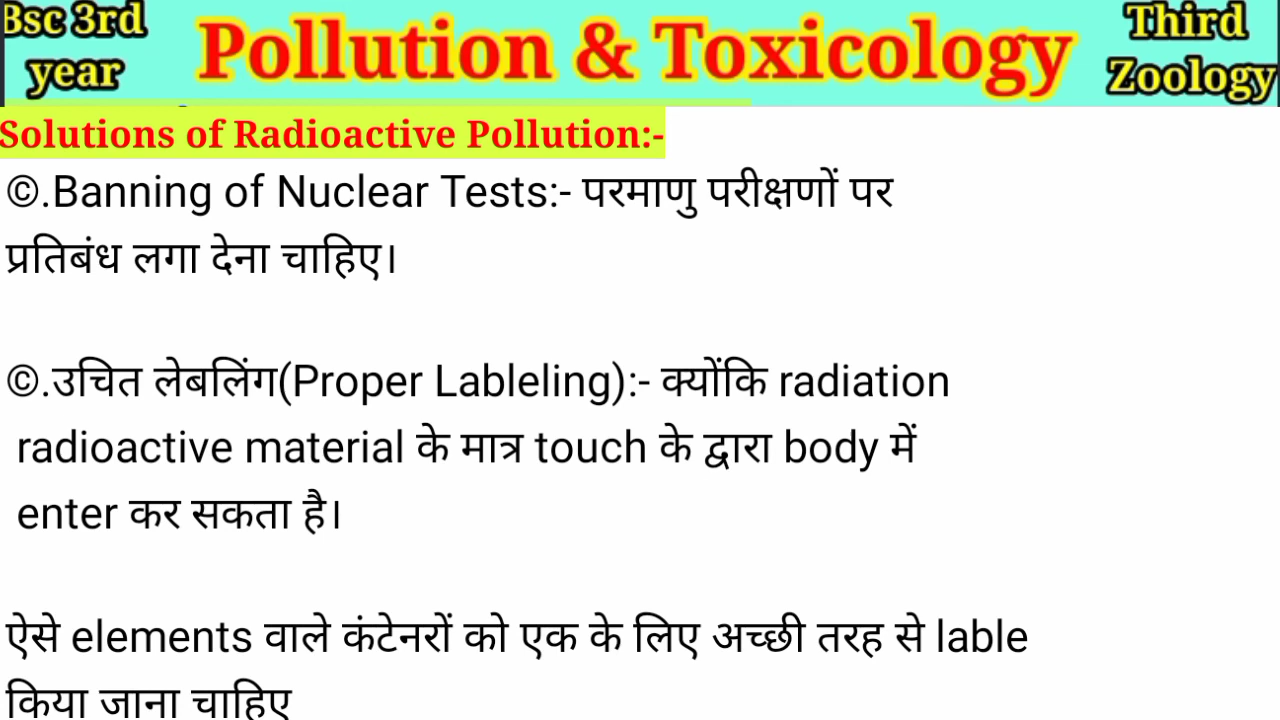 Bsc 3rd
year
Pollution & Toxicology
Third
Zoology
Solutions of Radioactive Pollution:-
©.Banning of Nuclear Tests:- परमाणु परीक्षणों पर
प्रतिबंध लगा देना चाहिए।
©.उचित लेबलिंग(Proper Lableling):- क्योंकि radiation
radioactive material के मात्र touch के द्वारा body में
enter कर सकता है।
ऐसे elements वाले कंटेनरों को एक के लिए अच्छी तरह से lable
किया जाना चाहिए